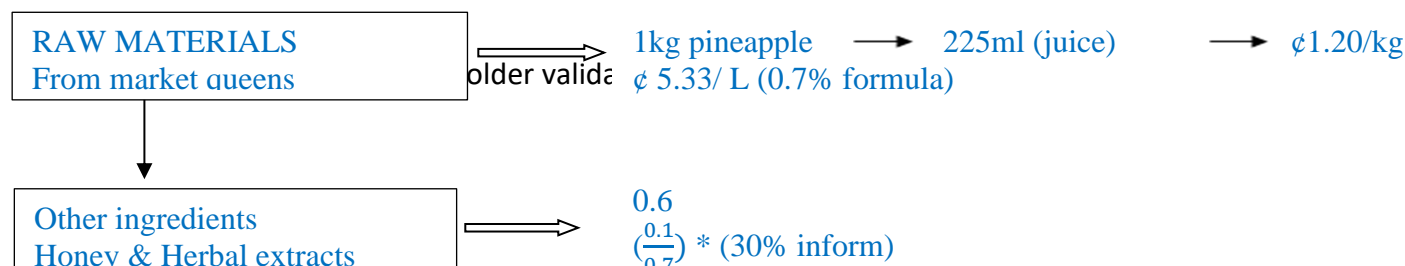 RAW MATERIALS
From market queens
older valida
1kg pineapple → 225ml (juice) → ¢1.20/kg
¢ 5.33/ L (0.7% formula)
Other ingredients
Honey & Herbal extracts
0.6
(0.1/0.7) * (30% inform)